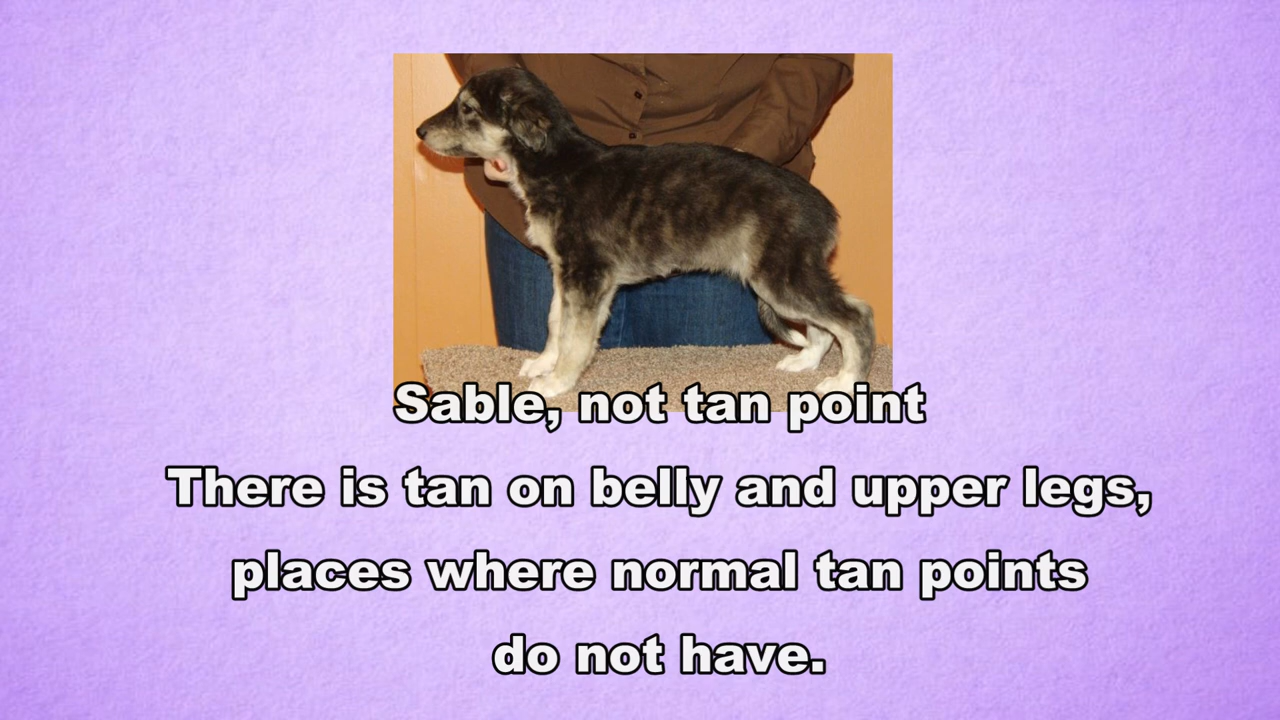 Sable, not tan point
There is tan on belly and upper legs,
places where normal tan points
do not have.